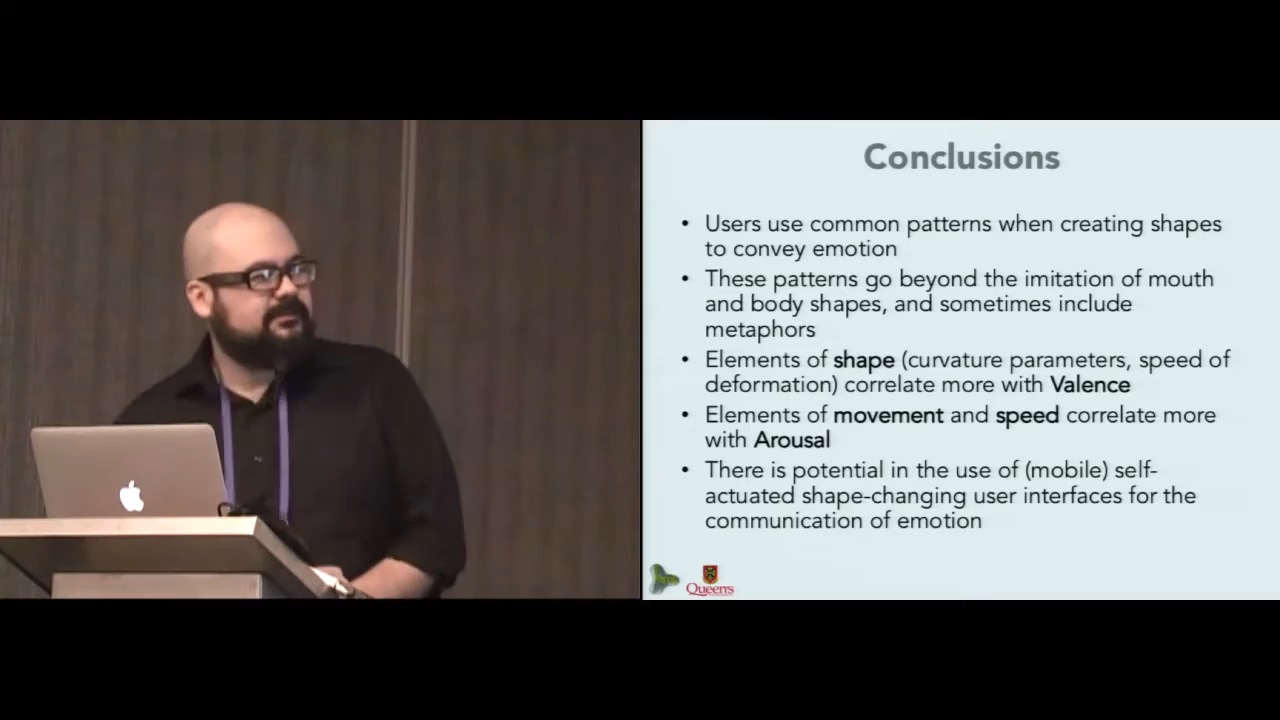 Conclusions
• Users use common patterns when creating shapes
to convey emotion
• These patterns go beyond the imitation of mouth
and body shapes, and sometimes include
metaphors
• Elements of shape (curvature parameters, speed of
deformation) correlate more with Valence
• Elements of movement and speed correlate more
with Arousal
• There is potential in the use of (mobile) self-
actuated shape-changing user interfaces for the
communication of emotion
Queen's